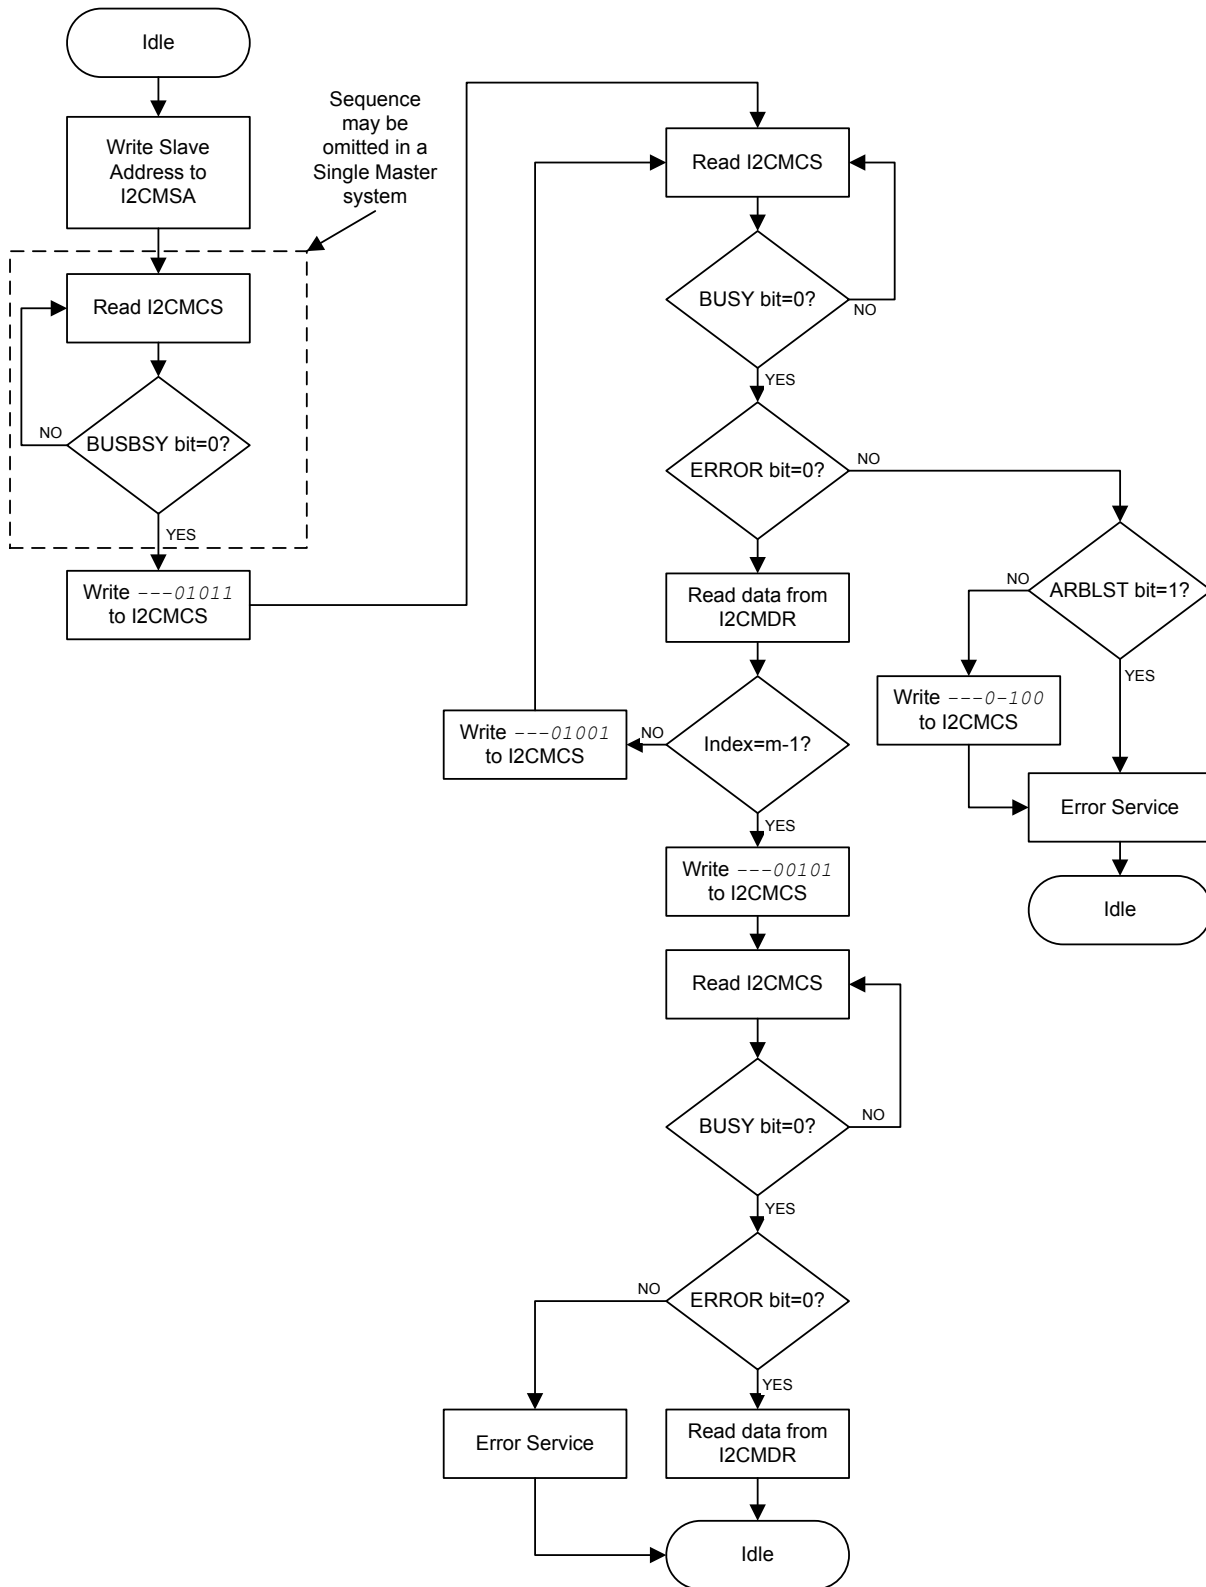 Idle
Write Slave
Address to
I2CMSA
Sequence
may be
omitted in a
Single Master
system
Read I2CMCS
BUSBSY bit=0?
NO
YES
Write ---01011
to I2CMCS
Read I2CMCS
BUSY bit=0?
NO
YES
ERROR bit=0?
NO
ARBLST bit=1?
NO
YES
Write ---0-100
to I2CMCS
Error Service
Idle
Read data from
I2CMDR
Index=m-1?
NO
Write ---01001
to I2CMCS
YES
Write ---00101
to I2CMCS
Read I2CMCS
BUSY bit=0?
NO
YES
ERROR bit=0?
NO
YES
Error Service
Read data from
I2CMDR
Idle